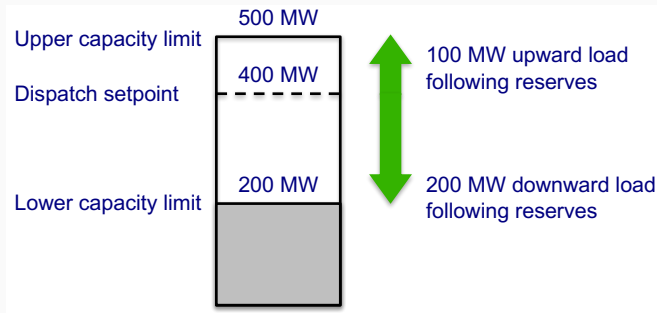 500 MW
Upper capacity limit
100 MW upward load
following reserves
400 MW
Dispatch setpoint
200 MW
Lower capacity limit
200 MW downward load
following reserves